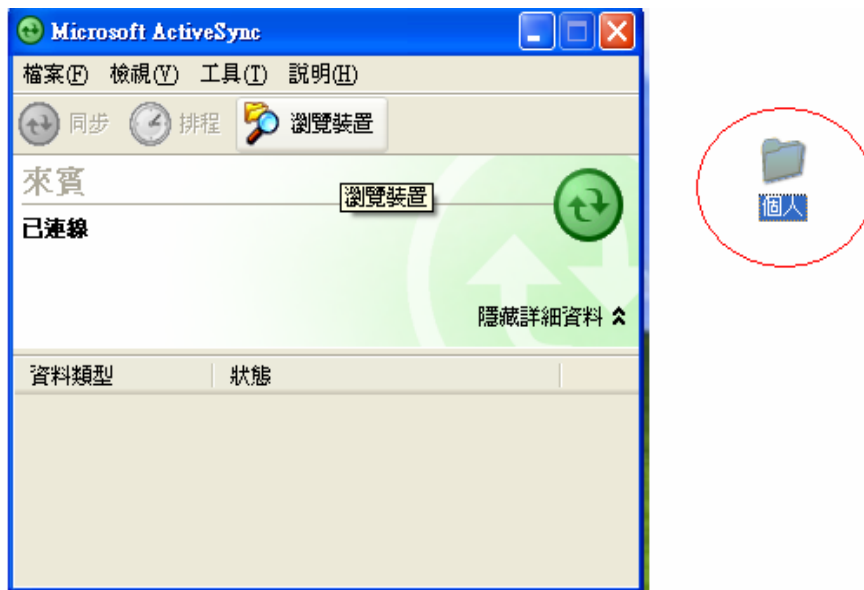 Microsoft ActiveSync
檔案(F) 檢視(V) 工具(T) 說明(H)
同步 排程 瀏覽裝置
來賓
瀏覽裝置
已連線
隱藏詳細資料
資料類型 狀態
個人